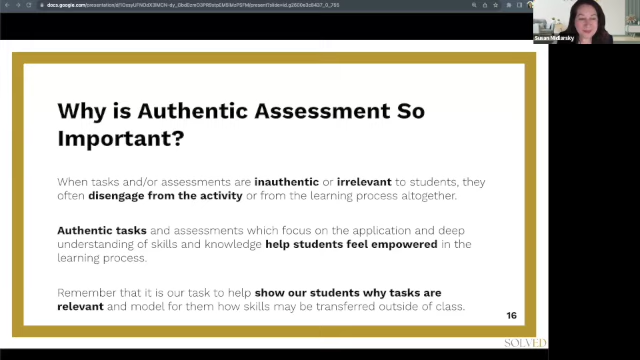 Susan Midlarsky
Why is Authentic Assessment So
Important?
When tasks and/or assessments are inauthentic or irrelevant to students, they
often disengage from the activity or from the learning process altogether.
Authentic tasks and assessments which focus on the application and deep
understanding of skills and knowledge help students feel empowered in the
learning process.
Remember that it is our task to help show our students why tasks are
relevant and model for them how skills may be transferred outside of class.
16
SOLVED